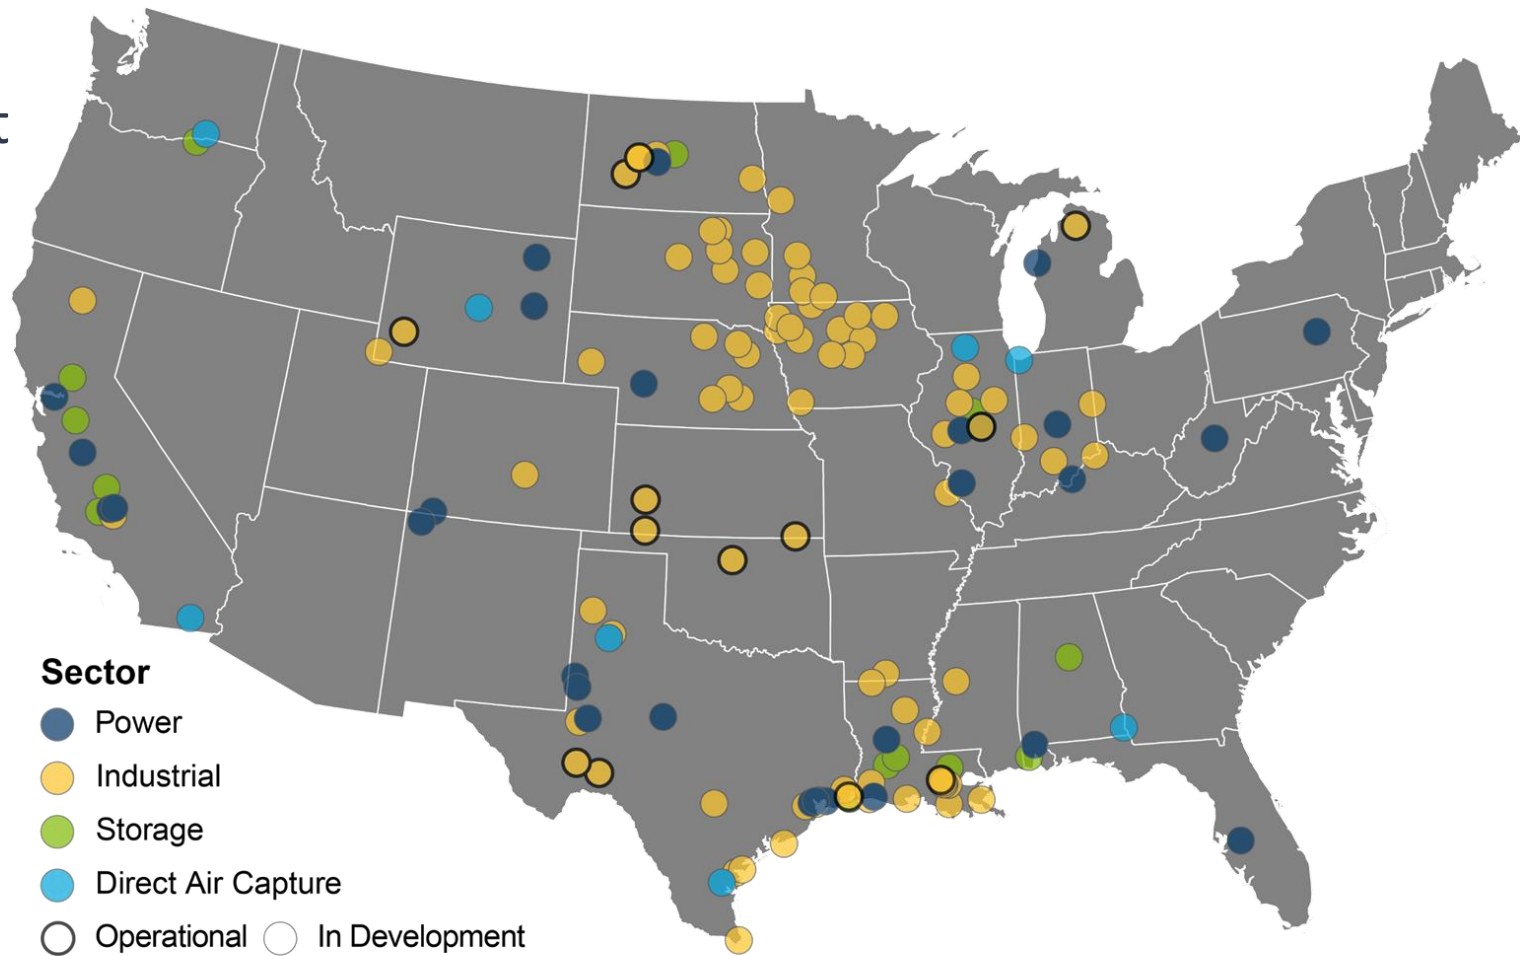 t
Sector
Power
Industrial
Storage
Direct Air Capture
Operational In Development